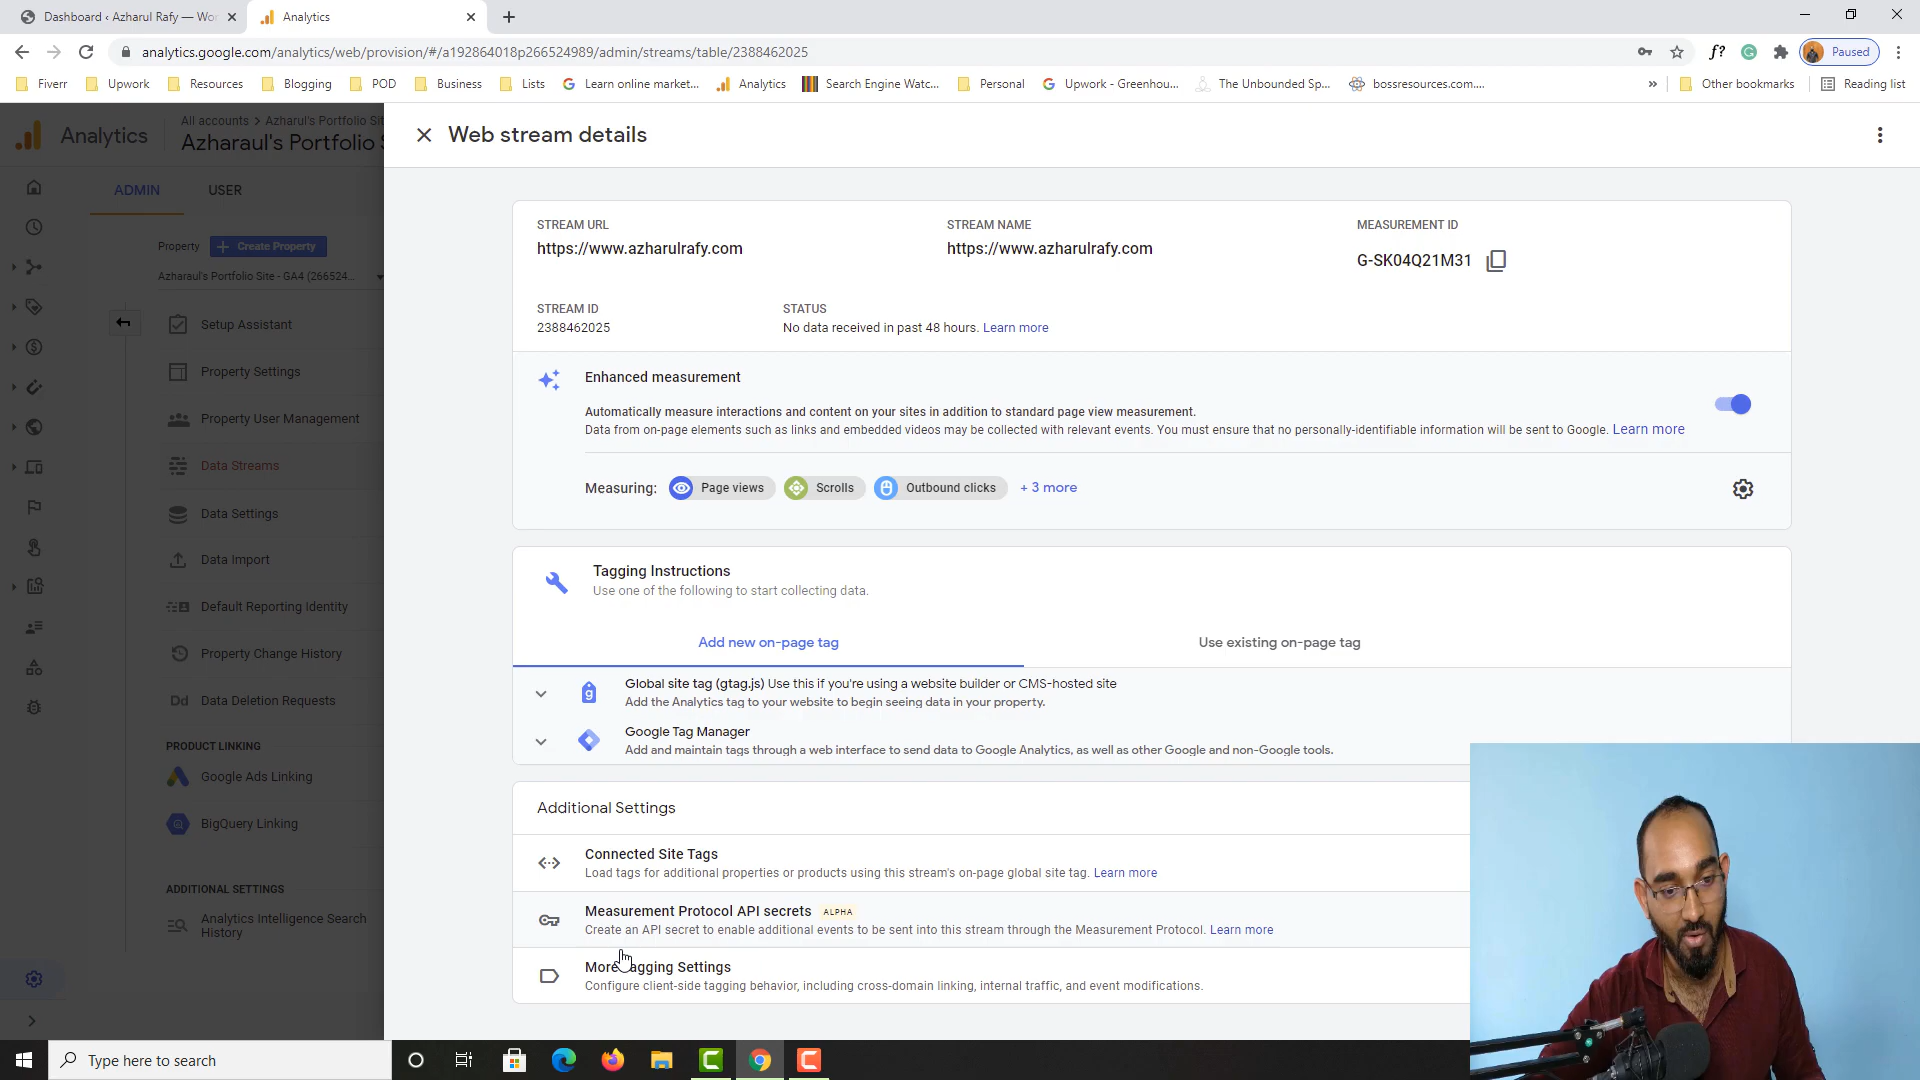 Dashboard ‹ Azharul Rafy — Wor
Analytics
analytics.google.com/analytics/web/provision/#/a192864018p266524989/admin/streams/table/2388462025
f?
Paused
Fiverr
Upwork
Resources
Blogging
POD
Business
Lists
Learn online market...
Analytics
Search Engine Watc...
Personal
Upwork - Greenhou...
The Unbounded Sp...
bossresources.com....
»
Other bookmarks
Reading list
Analytics
All accounts > Azharul's Portfolio Sit
Azharaul's Portfolio S
Web stream details
ADMIN
USER
Property
+ Create Property
Azharaul's Portfolio Site - GA4 (266524...
Setup Assistant
Property Settings
Property User Management
Data Streams
Data Settings
Data Import
Default Reporting Identity
Property Change History
Dd Data Deletion Requests
PRODUCT LINKING
Google Ads Linking
BigQuery Linking
ADDITIONAL SETTINGS
Analytics Intelligence Search
History
STREAM URL
https://www.azharulrafy.com
STREAM NAME
https://www.azharulrafy.com
MEASUREMENT ID
G-SK04Q21M31
STREAM ID
2388462025
STATUS
No data received in past 48 hours. Learn more
Enhanced measurement
Automatically measure interactions and content on your sites in addition to standard page view measurement.
Data from on-page elements such as links and embedded videos may be collected with relevant events. You must ensure that no personally-identifiable information will be sent to Google. Learn more
Measuring: Page views Scrolls Outbound clicks + 3 more
Tagging Instructions
Use one of the following to start collecting data.
Add new on-page tag
Use existing on-page tag
g
Global site tag (gtag.js) Use this if you're using a website builder or CMS-hosted site
Add the Analytics tag to your website to begin seeing data in your property.
Google Tag Manager
Add and maintain tags through a web interface to send data to Google Analytics, as well as other Google and non-Google tools.
Additional Settings
Connected Site Tags
Load tags for additional properties or products using this stream's on-page global site tag. Learn more
Measurement Protocol API secrets ALPHA
Create an API secret to enable additional events to be sent into this stream through the Measurement Protocol. Learn more
More Tagging Settings
Configure client-side tagging behavior, including cross-domain linking, internal traffic, and event modifications.
Type here to search